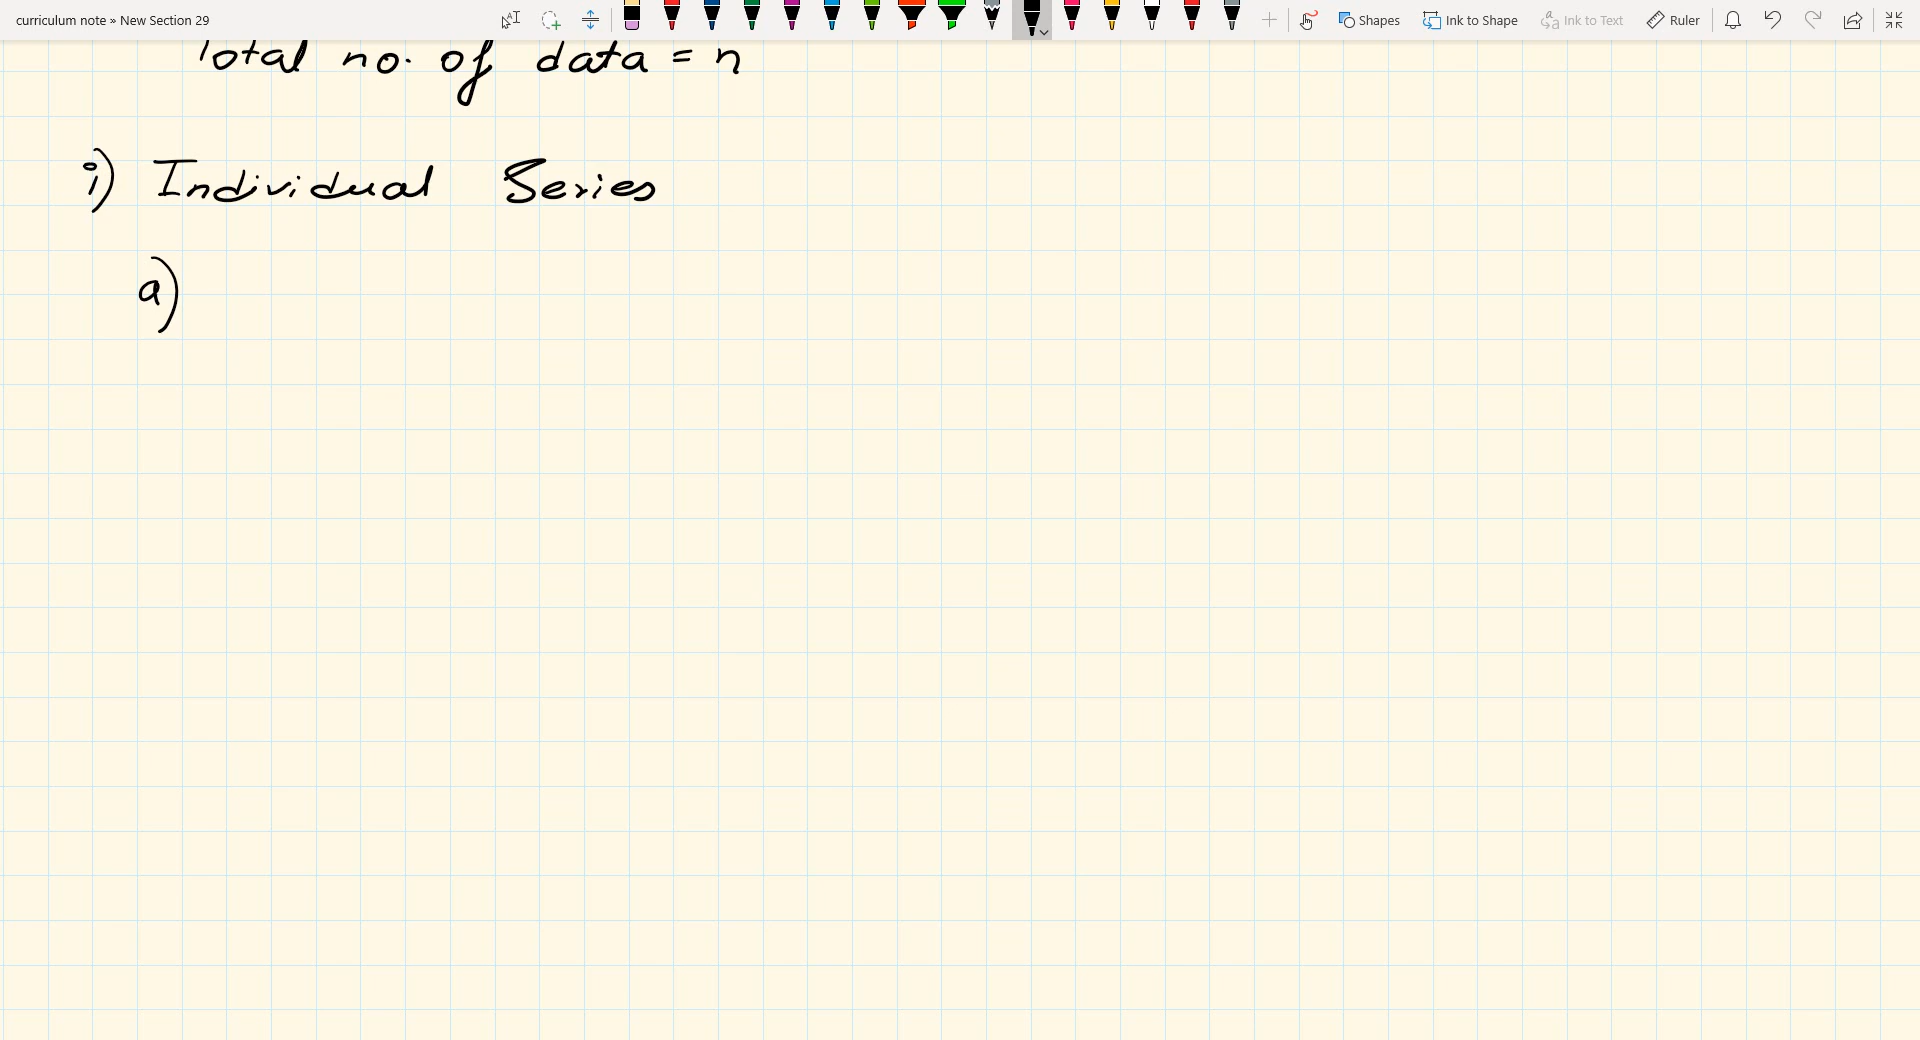 curriculum note » New Section 29
Shapes
Ink to Shape
Ink to Text
Ruler
Total no. of data = n
i) Individual Series
a)